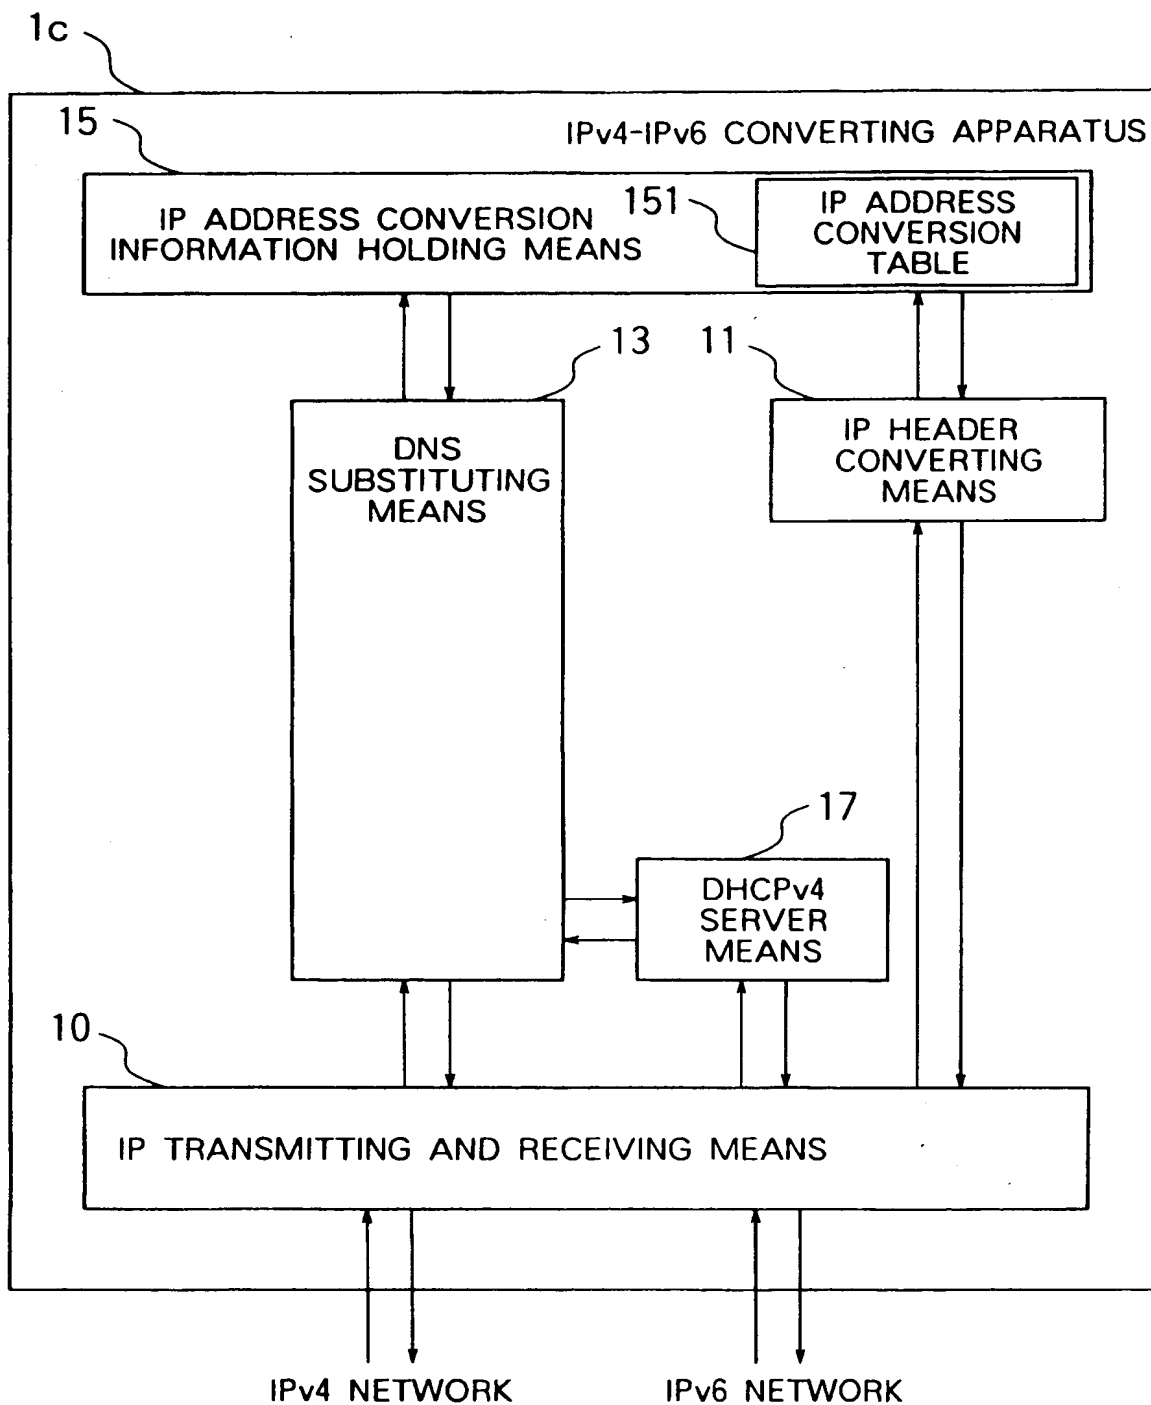 1c
15
IPv4-IPv6 CONVERTING APPARATUS
IP ADDRESS CONVERSION
INFORMATION HOLDING MEANS
151
IP ADDRESS
CONVERSION
TABLE
13
11
DNS
SUBSTITUTING
MEANS
IP HEADER
CONVERTING
MEANS
17
DHCPv4
SERVER
MEANS
10
IP TRANSMITTING AND RECEIVING MEANS
IPv4 NETWORK
IPv6 NETWORK